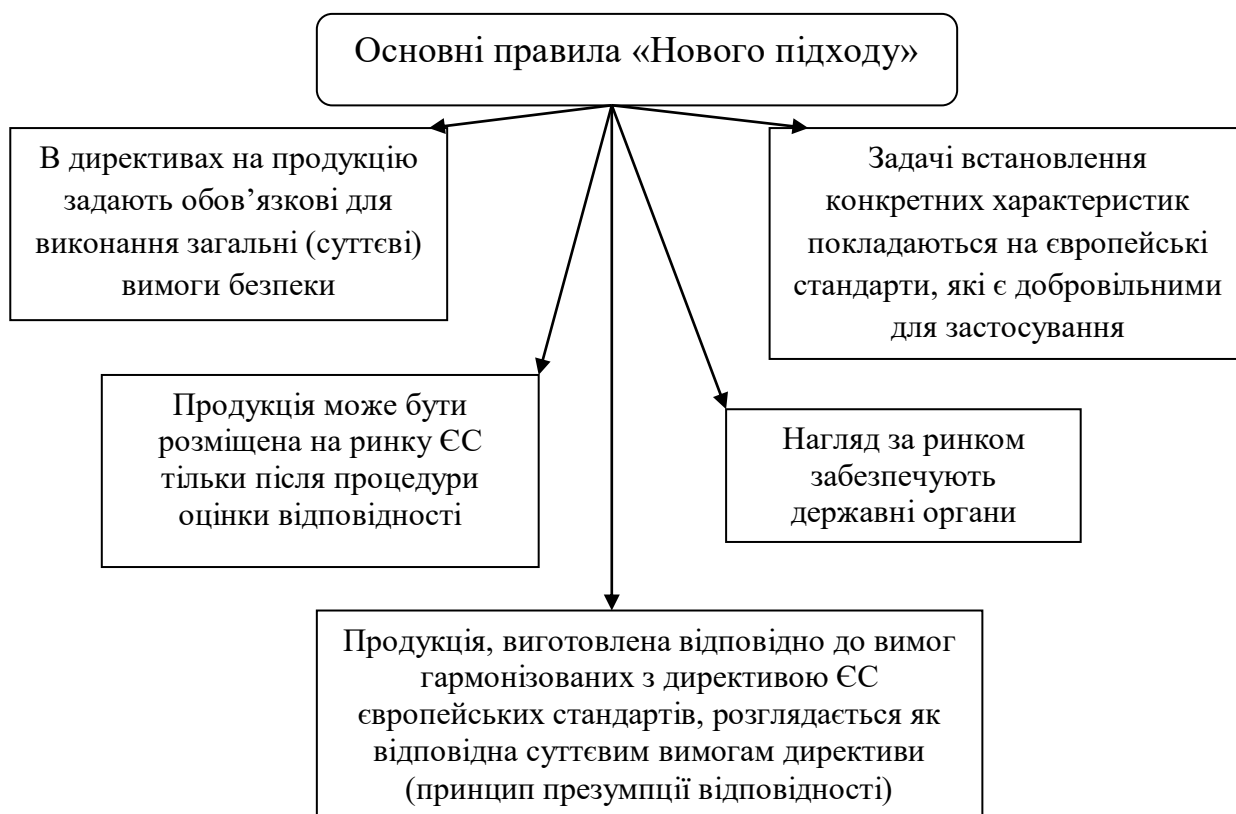 Основні правила «Нового підходу»
В директивах на продукцію
задають обов’язкові для
виконання загальні (суттєві)
вимоги безпеки
Задачі встановлення
конкретних характеристик
покладаються на європейські
стандарти, які є добровільними
для застосування
Продукція може бути
розміщена на ринку ЄС
тільки після процедури
оцінки відповідності
Нагляд за ринком
забезпечують
державні органи
Продукція, виготовлена відповідно до вимог
гармонізованих з директивою ЄС
європейських стандартів, розглядається як
відповідна суттєвим вимогам директиви
(принцип презумпції відповідності)